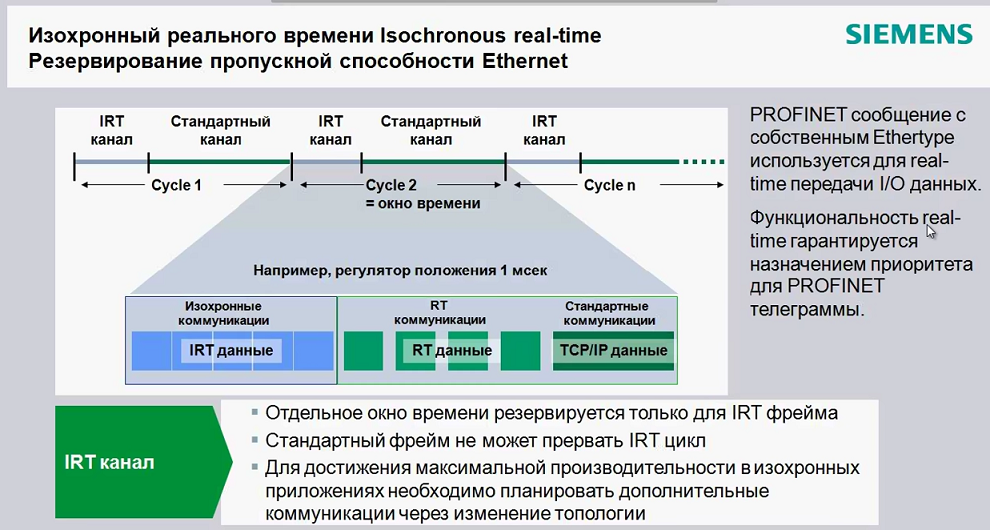 Изохронный реального времени Isochronous real-time
Резервирование пропускной способности Ethernet
SIEMENS
IRT
канал
Стандартный
канал
IRT
канал
Стандартный
канал
IRT
канал
Cycle 1
Cycle 2
= окно времени
Cycle n
Например, регулятор положения 1 мсек
Изохронные
коммуникации
RT
коммуникации
Стандартные
коммуникации
IRT данные
RT данные
TCP/IP данные
PROFINET сообщение с
собственным Ethertype
используется для real-
time передачи I/O данных.
Функциональность real-
time гарантируется
назначением приоритета
для PROFINET
телеграммы.
IRT канал
Отдельное окно времени резервируется только для IRT фрейма
Стандартный фрейм не может прервать IRT цикл
Для достижения максимальной производительности в изохронных
приложениях необходимо планировать дополнительные
коммуникации через изменение топологии